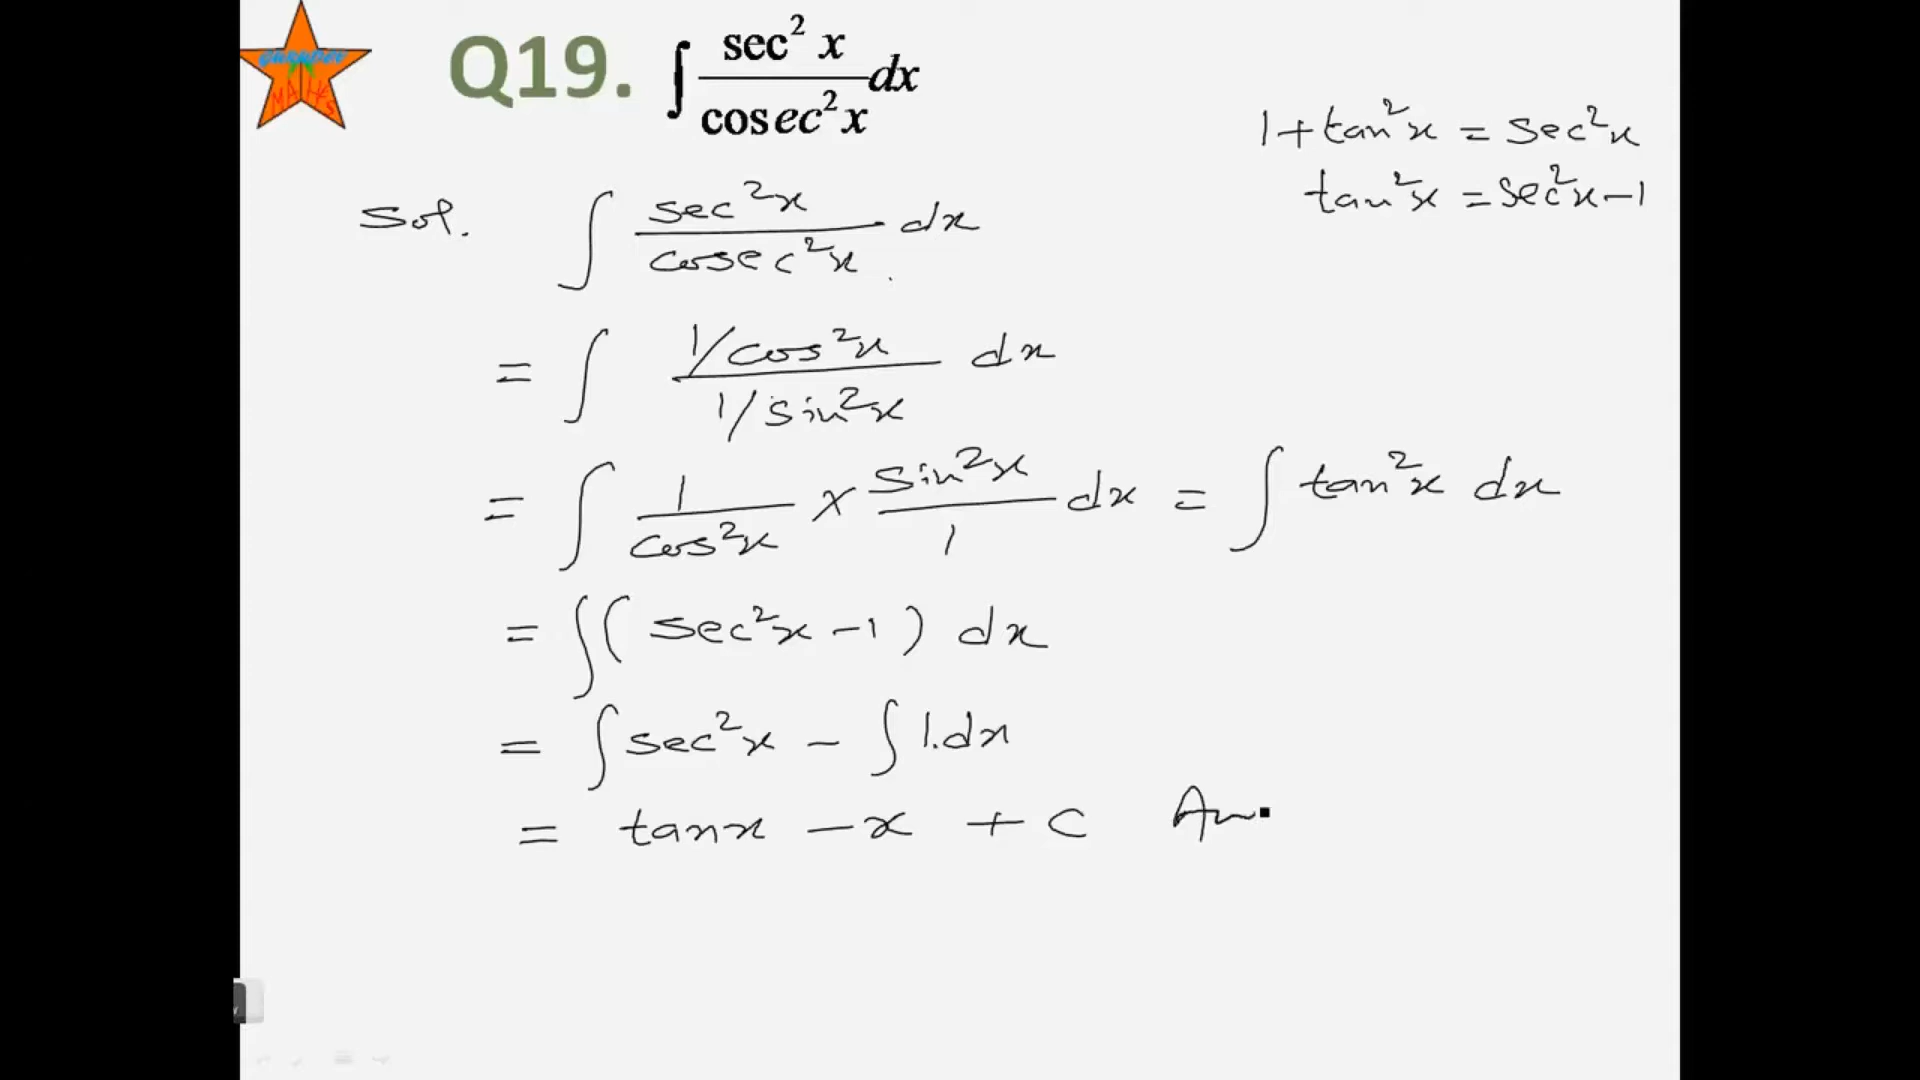 MATHS
Q19. ∫ sec² x / cosec² x dx
1 + tan²x = sec²x
tan²x = sec²x − 1
Sol. ∫ sec²x / cosec²x dx
= ∫ (1/cos²x) / (1/sin²x) dx
= ∫ 1/cos²x × sin²x/1 dx = ∫ tan²x dx
= ∫ ( sec²x − 1 ) dx
= ∫ sec²x − ∫ 1.dx
= tanx − x + c Ans